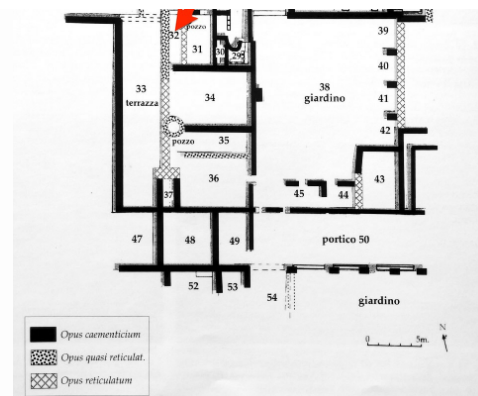 39
32
pozzo
31
30
29
40
33
terrazza
38
giardino
34
41
35
pozzo
42
36
43
37
45
44
47
48
49
portico 50
52
53
54
giardino
Opus caementicium
Opus quasi reticulat.
Opus reticulatum
0
5m.
N